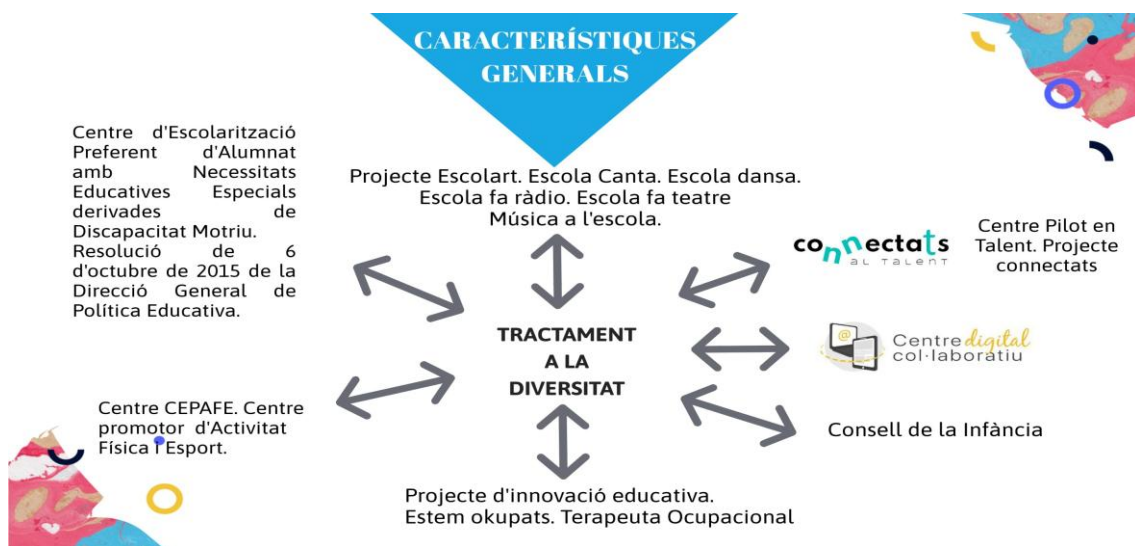 CARACTERÍSTIQUES
GENERALS
Centre d'Escolarització
Preferent d'Alumnat
amb Necessitats
Educatives Especials
derivades de
Discapacitat Motriu.
Resolució de 6
d'octubre de 2015 de la
Direcció General de
Política Educativa.
Projecte Escolart. Escola Canta. Escola dansa.
Escola fa ràdio. Escola fa teatre
Música a l'escola.
connectats
AL TALENT
Centre Pilot en
Talent. Projecte
connectats
TRACTAMENT
A LA
DIVERSITAT
@
Centre digital
col·laboratiu
Centre CEPAFE. Centre
promotor d'Activitat
Física i Esport.
Consell de la Infància
Projecte d'innovació educativa.
Estem okupats. Terapeuta Ocupacional